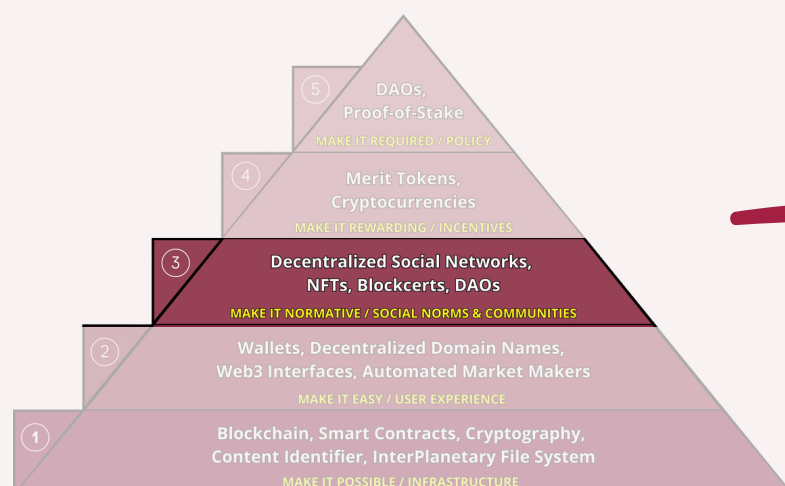 5
DAOs,
Proof-of-Stake
MAKE IT REQUIRED / POLICY
4
Merit Tokens,
Cryptocurrencies
MAKE IT REWARDING / INCENTIVES
3
Decentralized Social Networks,
NFTs, Blockcerts, DAOs
MAKE IT NORMATIVE / SOCIAL NORMS & COMMUNITIES
2
Wallets, Decentralized Domain Names,
Web3 Interfaces, Automated Market Makers
MAKE IT EASY / USER EXPERIENCE
1
Blockchain, Smart Contracts, Cryptography,
Content Identifier, InterPlanetary File System
MAKE IT POSSIBLE / INFRASTRUCTURE